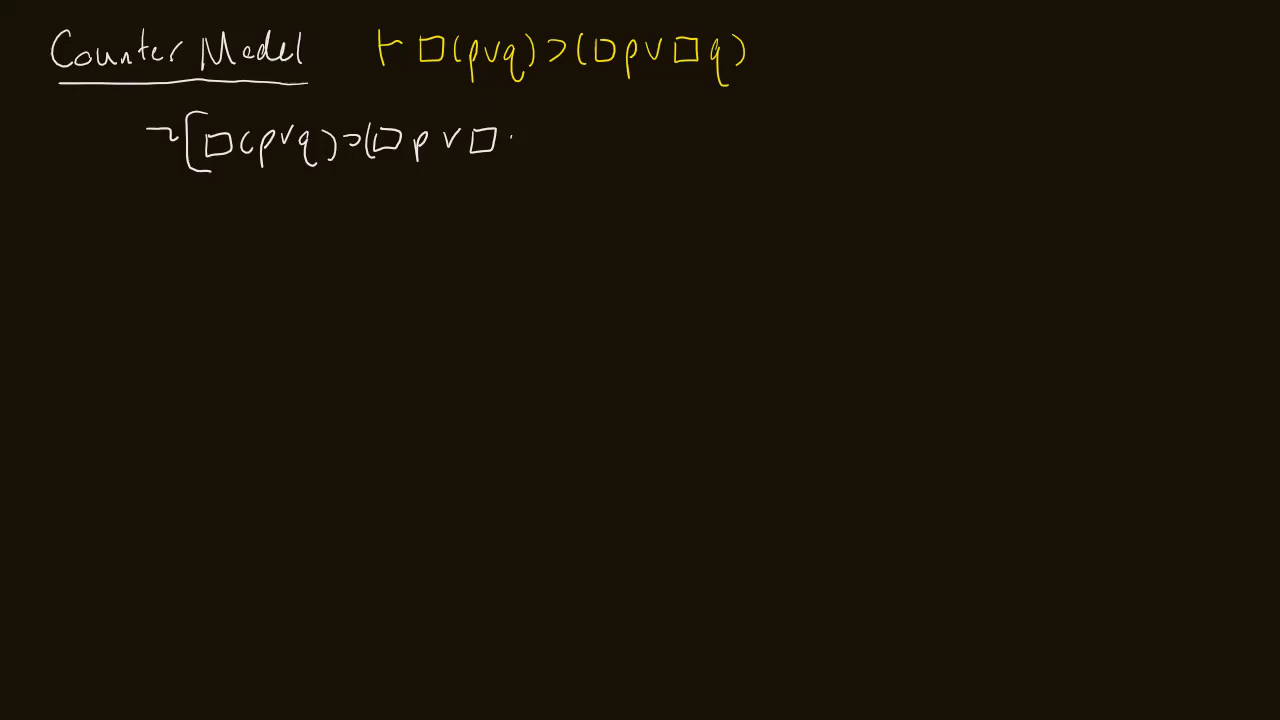 Counter Model ⊢ □(p∨q)⊃(□p∨□q)
¬[□(p∨q)⊃(□p∨□